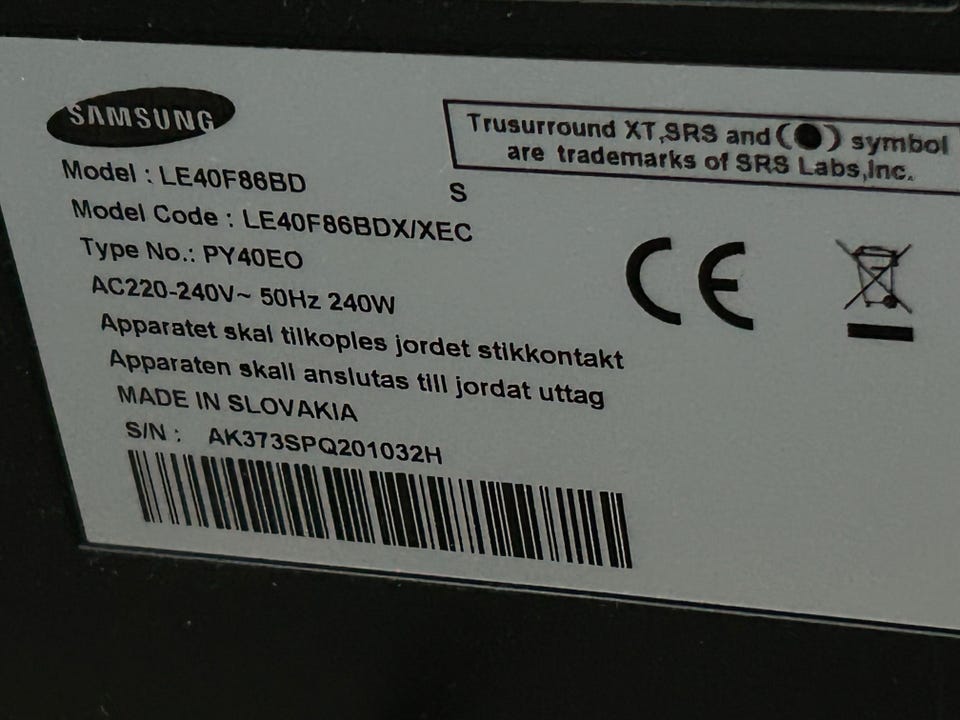 SAMSUNG
Trusurround XT,SRS and (●) symbol
are trademarks of SRS Labs,Inc.
Model : LE40F86BD
S
Model Code : LE40F86BDX/XEC
Type No.: PY40EO
AC220-240V~ 50Hz 240W
Apparatet skal tilkoples jordet stikkontakt
Apparaten skall anslutas till jordat uttag
MADE IN SLOVAKIA
S/N : AK373SPQ201032H
CE